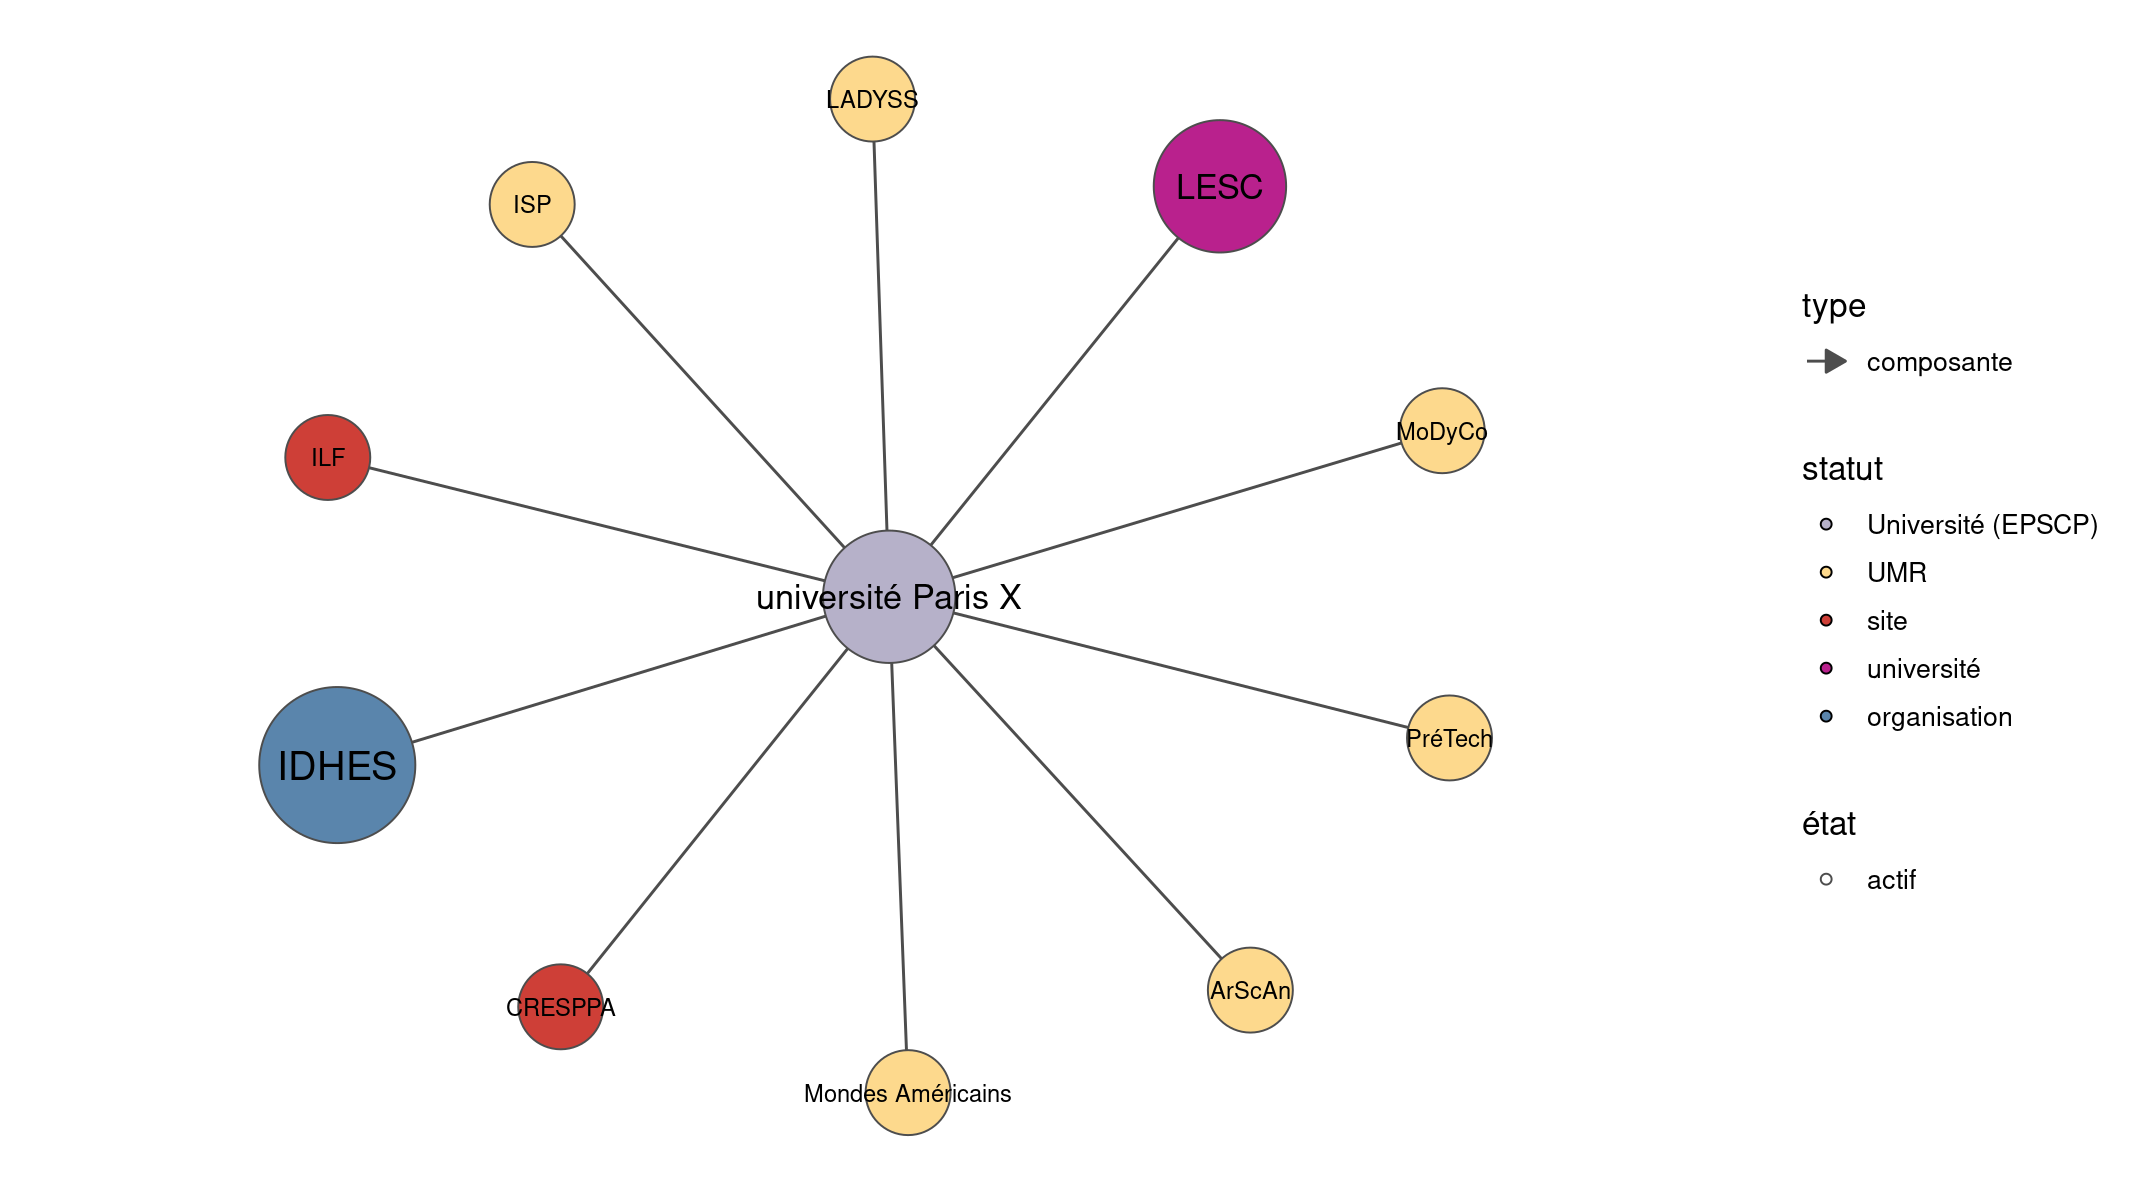 LADYSS
LESC
ISP
MoDyCo
ILF
université Paris X
PréTech
IDHES
ArScAn
CRESPPA
Mondes Américains
type
composante
statut
Université (EPSCP)
UMR
site
université
organisation
état
actif